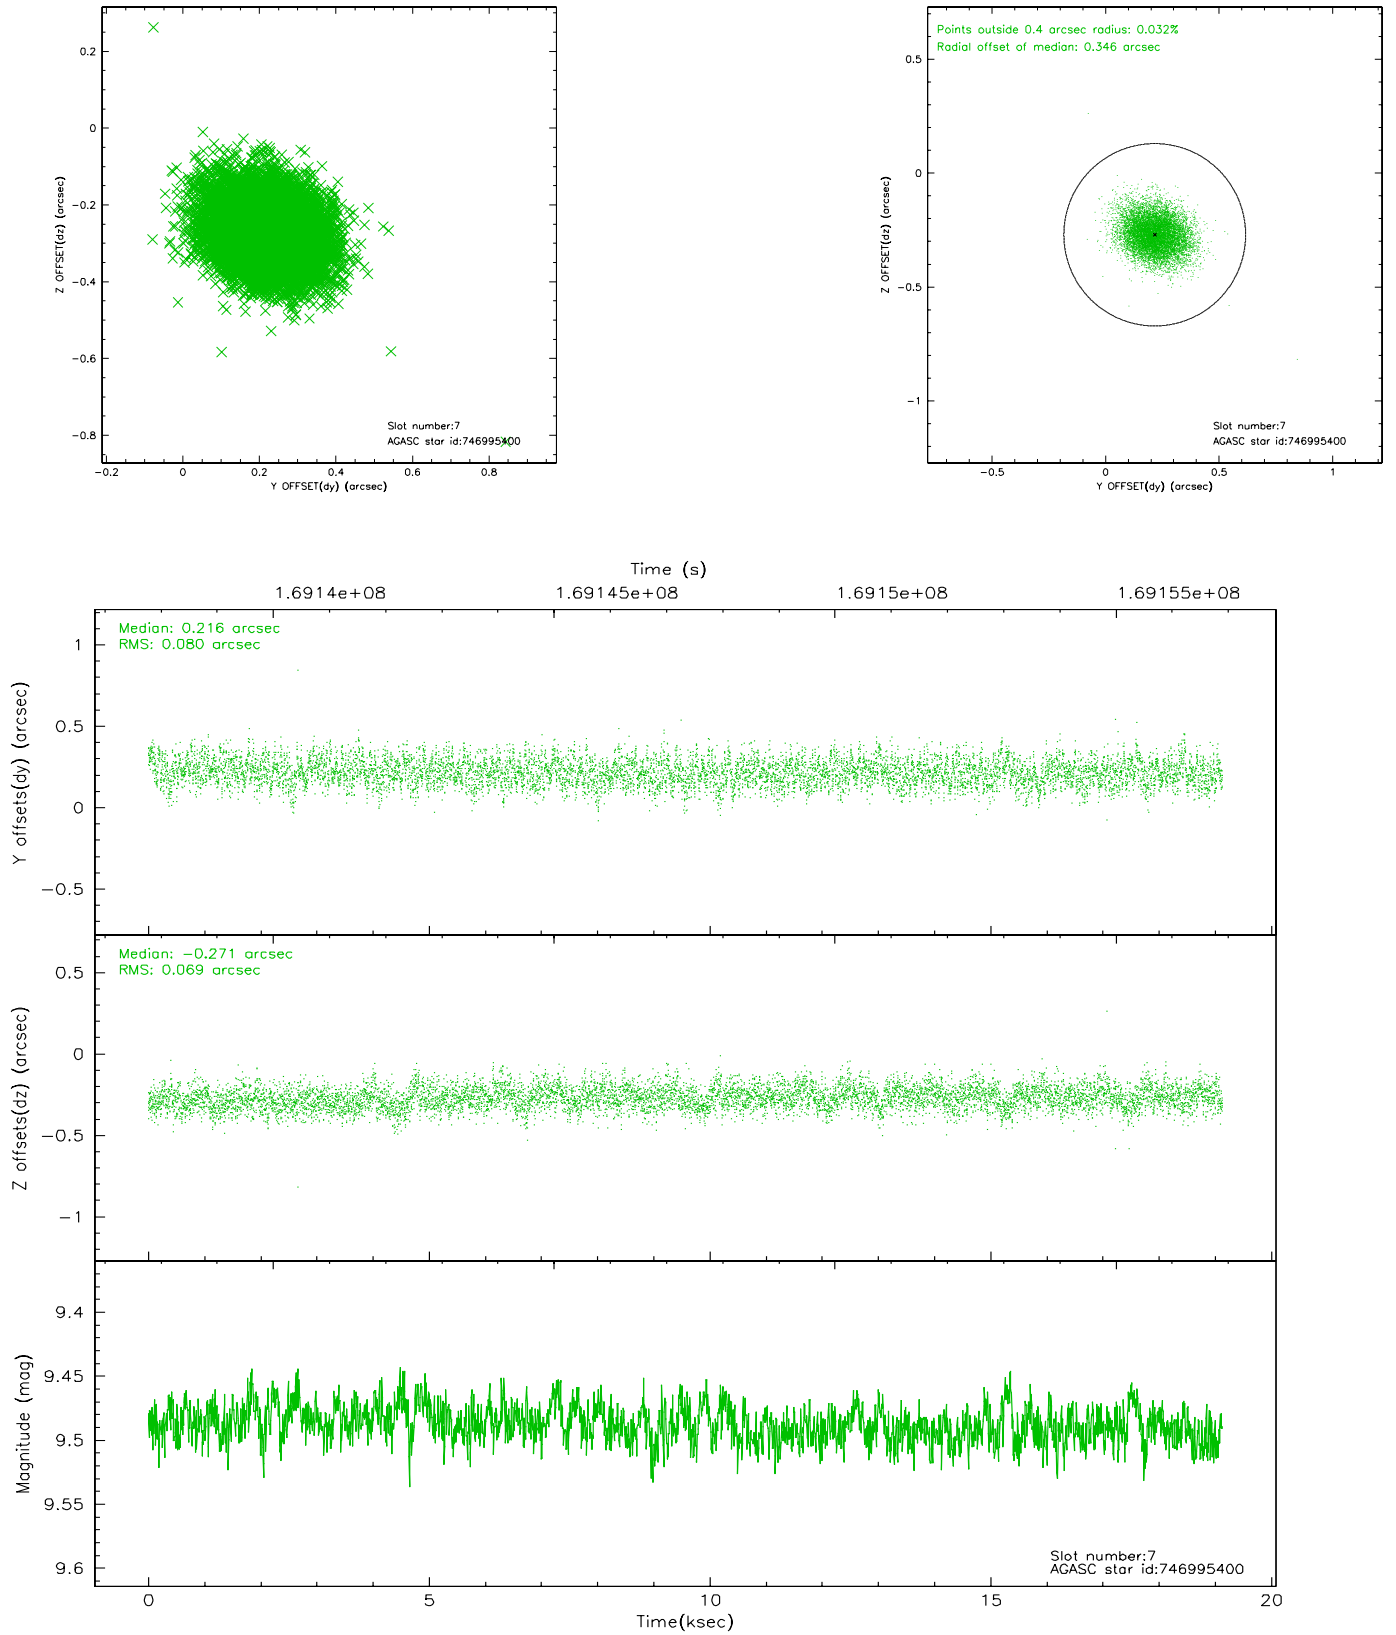 0.2
0
-0.2
-0.4
-0.6
-0.8
Z OFFSET(dz) (arcsec)
Slot number:7
AGASC star id:746995400
-0.2 0 0.2 0.4 0.6 0.8
Y OFFSET(dy) (arcsec)
Points outside 0.4 arcsec radius: 0.032%
Radial offset of median: 0.346 arcsec
0.5
0
-0.5
-1
Z OFFSET(dz) (arcsec)
Slot number:7
AGASC star id:746995400
-0.5 0 0.5 1
Y OFFSET(dy) (arcsec)
Time (s)
1.6914e+08 1.69145e+08 1.6915e+08 1.69155e+08
Median: 0.216 arcsec
RMS: 0.080 arcsec
1
0.5
0
-0.5
Y offsets(dy) (arcsec)
Median: -0.271 arcsec
RMS: 0.069 arcsec
0.5
0
-0.5
-1
Z offsets(dz) (arcsec)
9.4
9.45
9.5
9.55
9.6
Magnitude (mag)
Slot number:7
AGASC star id:746995400
0 5 10 15 20
Time(ksec)